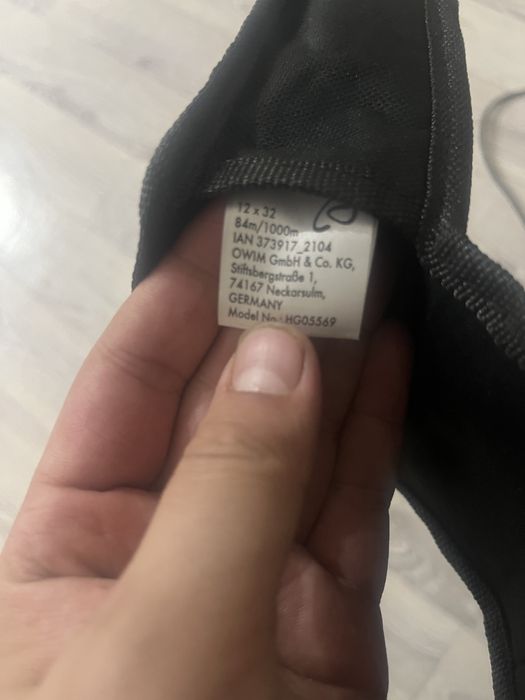 12 x 32
84m/1000m
IAN 373917_2104
OWIM GmbH & Co. KG,
Stiftsbergstraße 1,
74167 Neckarsulm,
GERMANY
Model No.: HG05569